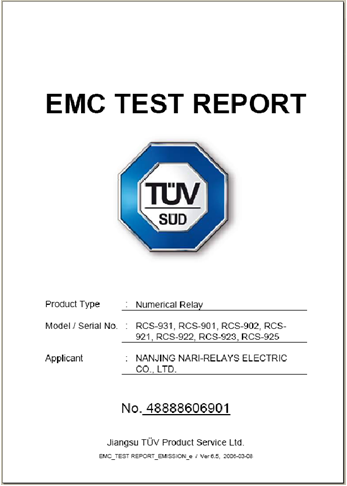 EMC TEST REPORT
TÜV
SÜD
Product Type : Numerical Relay
Model / Serial No. : RCS-931, RCS-901, RCS-902, RCS-
921, RCS-922, RCS-923, RCS-925
Applicant : NANJING NARI-RELAYS ELECTRIC
CO., LTD.
No. 48888606901
Jiangsu TÜV Product Service Ltd.
EMC_TEST REPORT_EMISSION_e / Ver 6.5, 2006-03-08